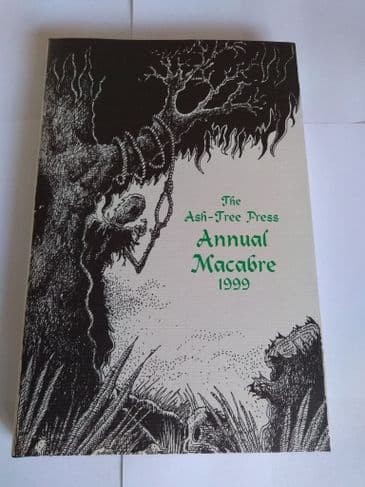 The
Ash-Tree Press
Annual
Macabre
1999